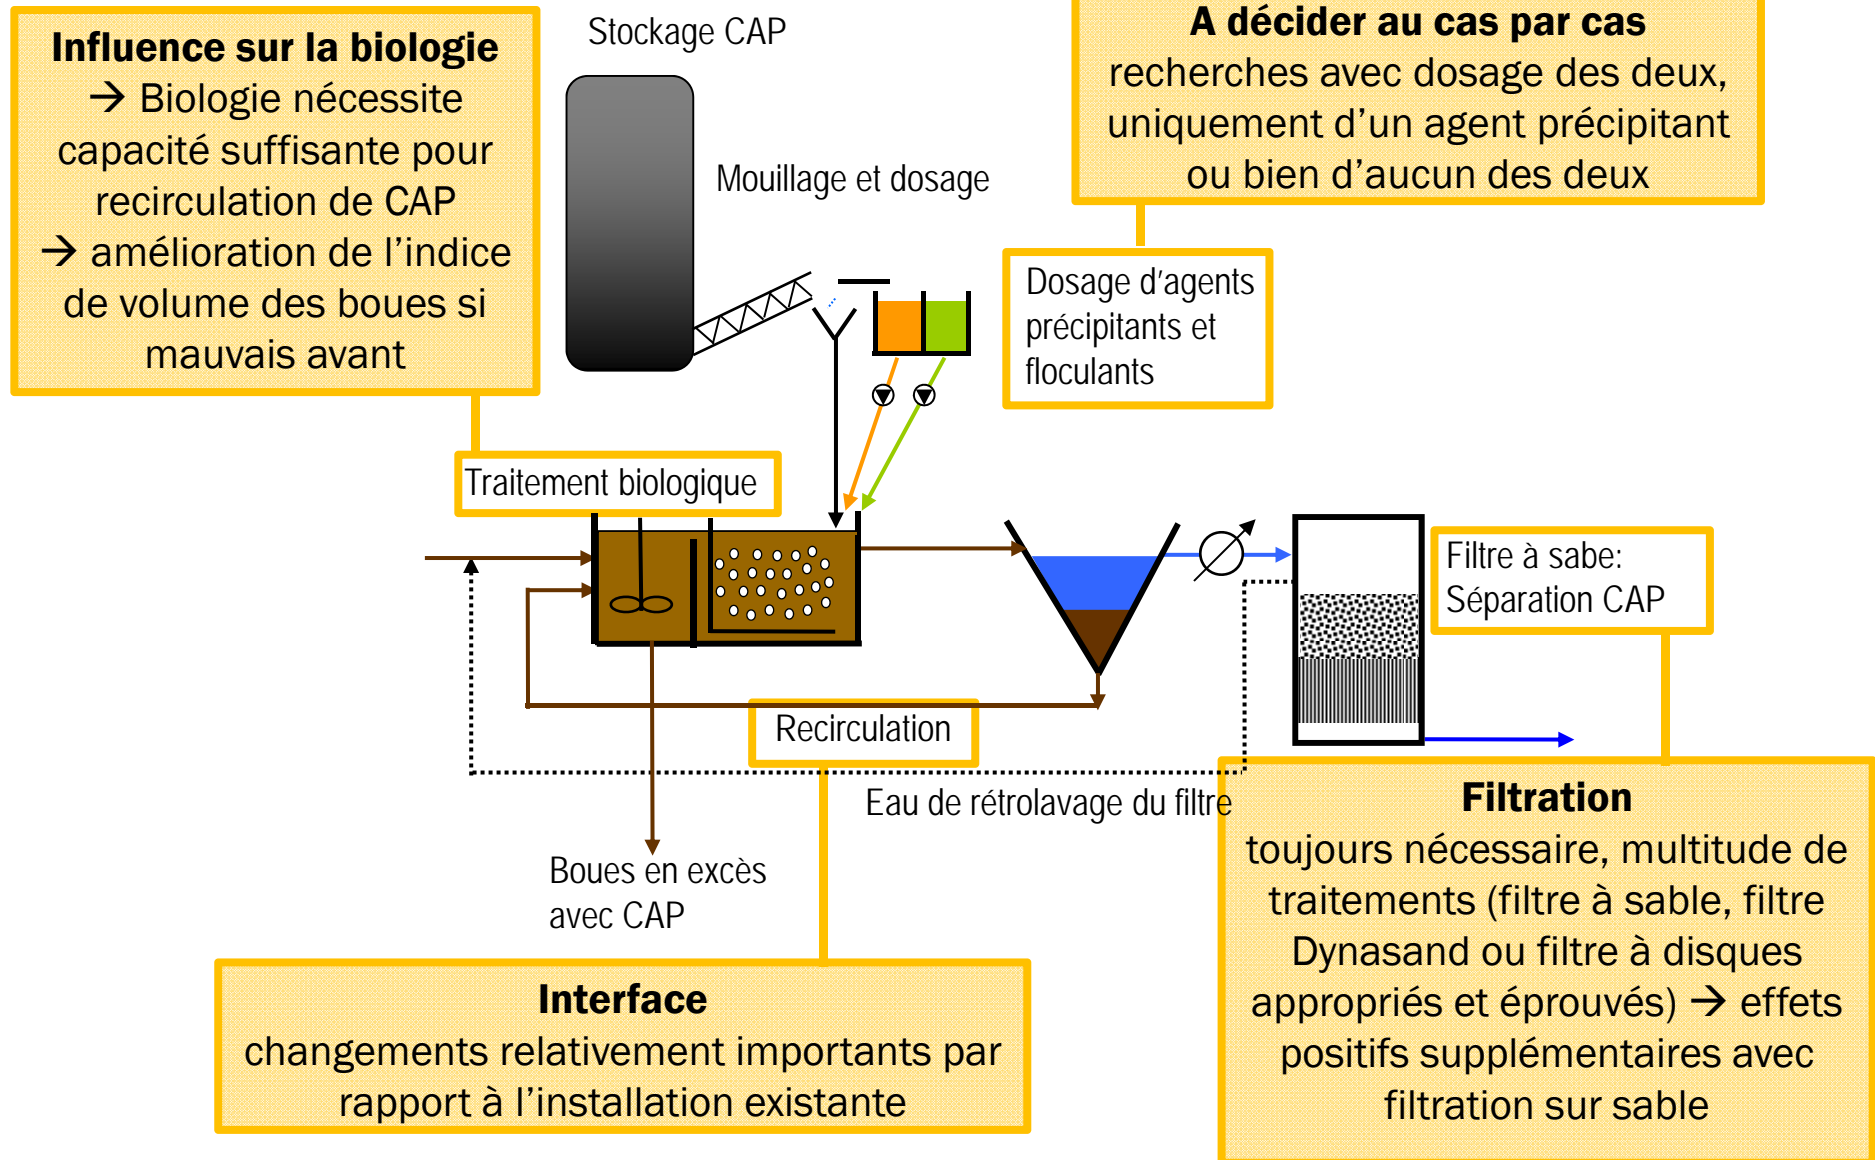 Influence sur la biologie
→ Biologie nécessite
capacité suffisante pour
recirculation de CAP
→ amélioration de l’indice
de volume des boues si
mauvais avant
Stockage CAP
Mouillage et dosage
A décider au cas par cas
recherches avec dosage des deux,
uniquement d’un agent précipitant
ou bien d’aucun des deux
Dosage d’agents
précipitants et
floculants
Traitement biologique
Filtre à sabe:
Séparation CAP
Recirculation
Eau de rétrolavage du filtre
Boues en excès
avec CAP
Interface
changements relativement importants par
rapport à l’installation existante
Filtration
toujours nécessaire, multitude de
traitements (filtre à sable, filtre
Dynasand ou filtre à disques
appropriés et éprouvés) → effets
positifs supplémentaires avec
filtration sur sable